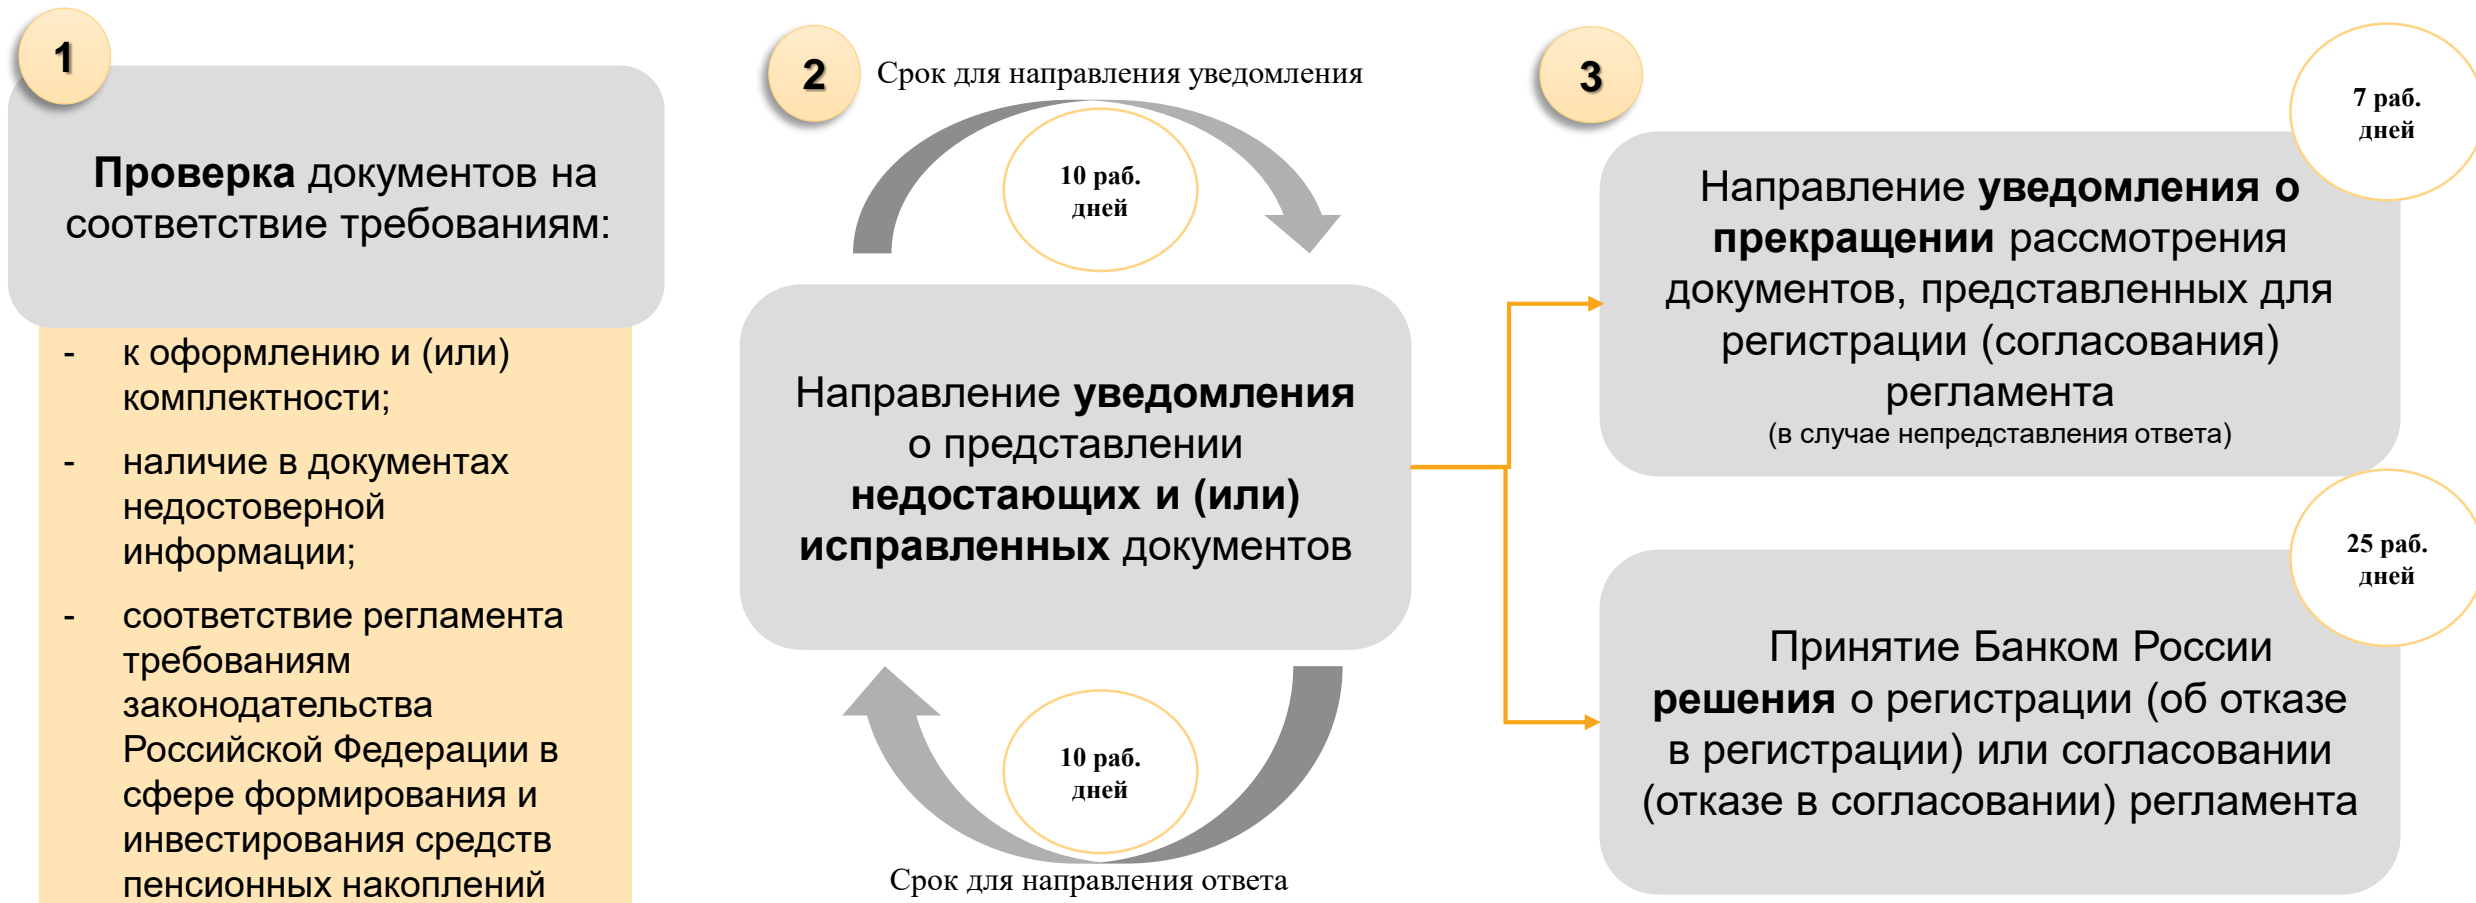 1
Проверка документов на
соответствие требованиям:
- к оформлению и (или)
комплектности;
- наличие в документах
недостоверной
информации;
- соответствие регламента
требованиям
законодательства
Российской Федерации в
сфере формирования и
инвестирования средств
пенсионных накоплений
2
Срок для направления уведомления
10 раб.
дней
Направление уведомления
о представлении
недостающих и (или)
исправленных документов
10 раб.
дней
Срок для направления ответа
3
7 раб.
дней
Направление уведомления о
прекращении рассмотрения
документов, представленных для
регистрации (согласования)
регламента
(в случае непредставления ответа)
25 раб.
дней
Принятие Банком России
решения о регистрации (об отказе
в регистрации) или согласовании
(отказе в согласовании) регламента